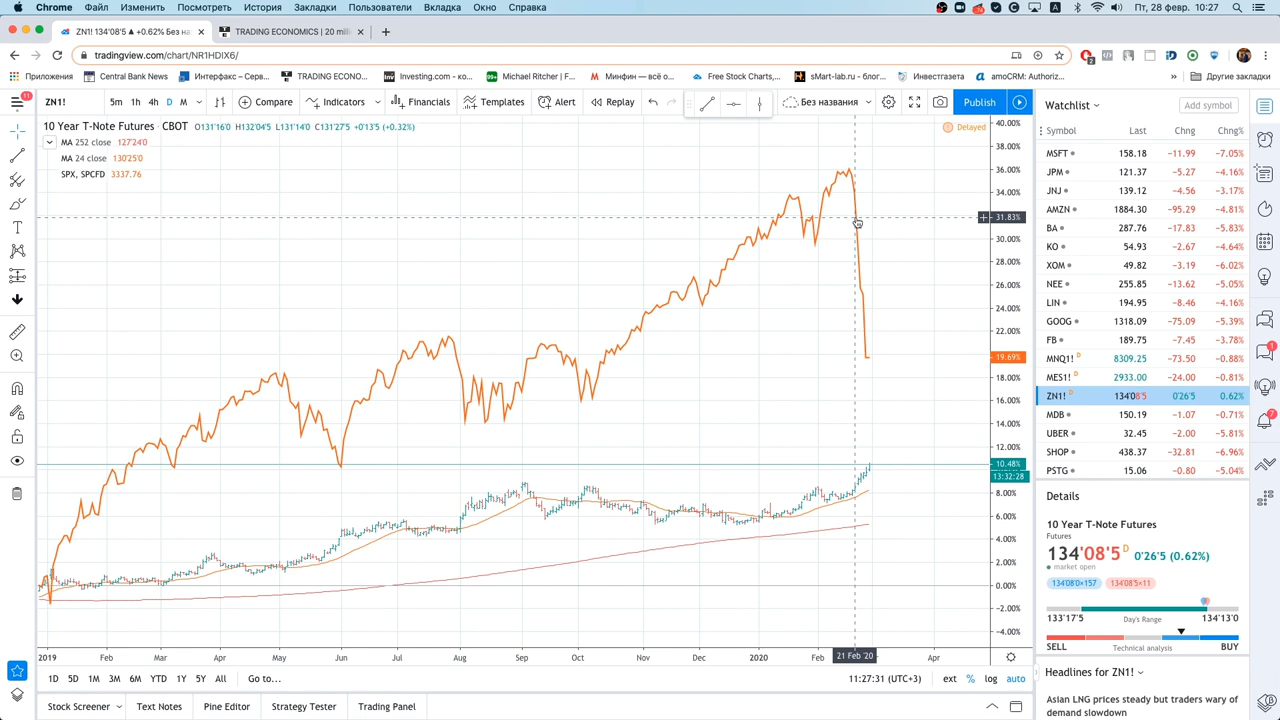 Chrome Файл Изменить Посмотреть История Закладки Пользователи Вкладка Окно Справка Пт, 28 февр. 10:27
ZN1! 134'08'5 ▲ +0.62% Без на × TRADING ECONOMICS | 20 mil × +
tradingview.com/chart/NR1HDIX6/
Приложения Central Bank News Интерфакс – Серв... TRADING ECONO... Investing.com - ко... Michael Ritcher | F... Минфин — всё о... Free Stock Charts,... sMart-lab.ru - блог... Инвестгазета amoCRM: Authoriz... » Другие закладки
11 ZN1! 5m 1h 4h D M Compare Indicators Financials Templates Alert Replay Без названия Publish
Watchlist Add symbol
10 Year T-Note Futures CBOT O131'16'0 H132'04'5 L131'14'0 C131'27'5 +0'13'5 (+0.32%) Delayed
MA 252 close 127'24'0
MA 24 close 130'25'0
SPX, SPCFD 3337.76
40.00%
38.00%
36.00%
34.00%
31.83%
30.00%
28.00%
26.00%
24.00%
22.00%
19.69%
18.00%
16.00%
14.00%
12.00%
10.48%
13:32:28
8.00%
6.00%
4.00%
2.00%
0.00%
−2.00%
−4.00%
2019 Feb Mar Apr May Jun Jul Aug Sep Oct Nov Dec 2020 Feb 21 Feb '20 Apr
1D 5D 1M 3M 6M YTD 1Y 5Y All Go to... 11:27:31 (UTC+3) ext % log auto
Stock Screener Text Notes Pine Editor Strategy Tester Trading Panel
Symbol Last Chng Chng%
MSFT 158.18 −11.99 −7.05%
JPM 121.37 −5.27 −4.16%
JNJ 139.12 −4.56 −3.17%
AMZN 1884.30 −95.29 −4.81%
BA 287.76 −17.83 −5.83%
KO 54.93 −2.67 −4.64%
XOM 49.82 −3.19 −6.02%
NEE 255.85 −13.62 −5.05%
LIN 194.95 −8.46 −4.16%
GOOG 1318.09 −75.09 −5.39%
FB 189.75 −7.45 −3.78%
MNQ1! D 8309.25 −73.50 −0.88%
MES1! D 2933.00 −24.00 −0.81%
ZN1! D 134'08'5 0'26'5 0.62%
MDB 150.19 −1.07 −0.71%
UBER 32.45 −2.00 −5.81%
SHOP 438.37 −32.81 −6.96%
PSTG 15.06 −0.80 −5.04%
Details
10 Year T-Note Futures
Futures
134'08'5 D 0'26'5 (0.62%)
market open
134'08'0×157 134'08'5×11
133'17'5 Day's Range 134'13'0
SELL Technical analysis BUY
Headlines for ZN1!
Asian LNG prices steady but traders wary of
demand slowdown
1
7